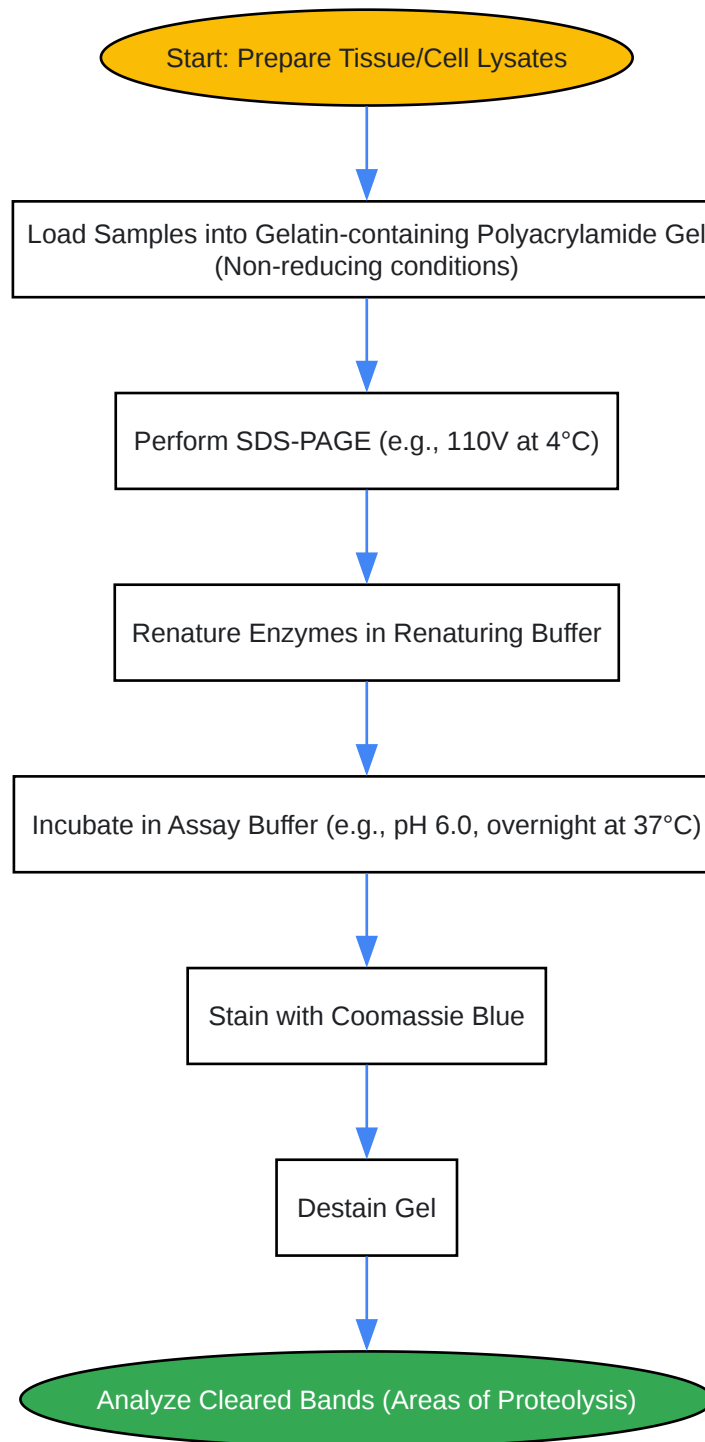 Start: Prepare Tissue/Cell Lysates
Load Samples into Gelatin-containing Polyacrylamide Gel
(Non-reducing conditions)
Perform SDS-PAGE (e.g., 110V at 4°C)
Renature Enzymes in Renaturing Buffer
Incubate in Assay Buffer (e.g., pH 6.0, overnight at 37°C)
Stain with Coomassie Blue
Destain Gel
Analyze Cleared Bands (Areas of Proteolysis)